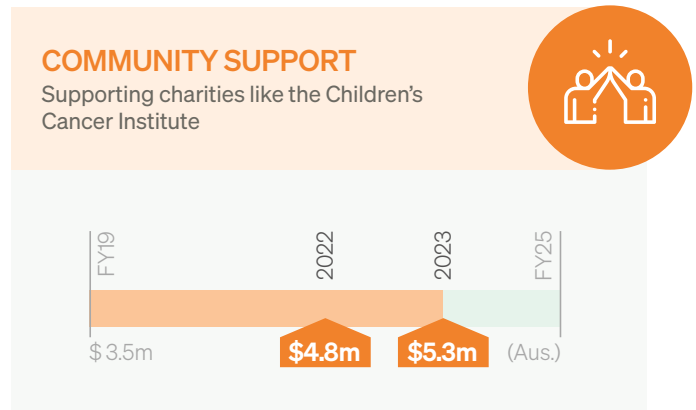 COMMUNITY SUPPORT
Supporting charities like the Children's
Cancer Institute
FY19
2022
2023
FY25
$ 3.5m
$4.8m
$5.3m
(Aus.)